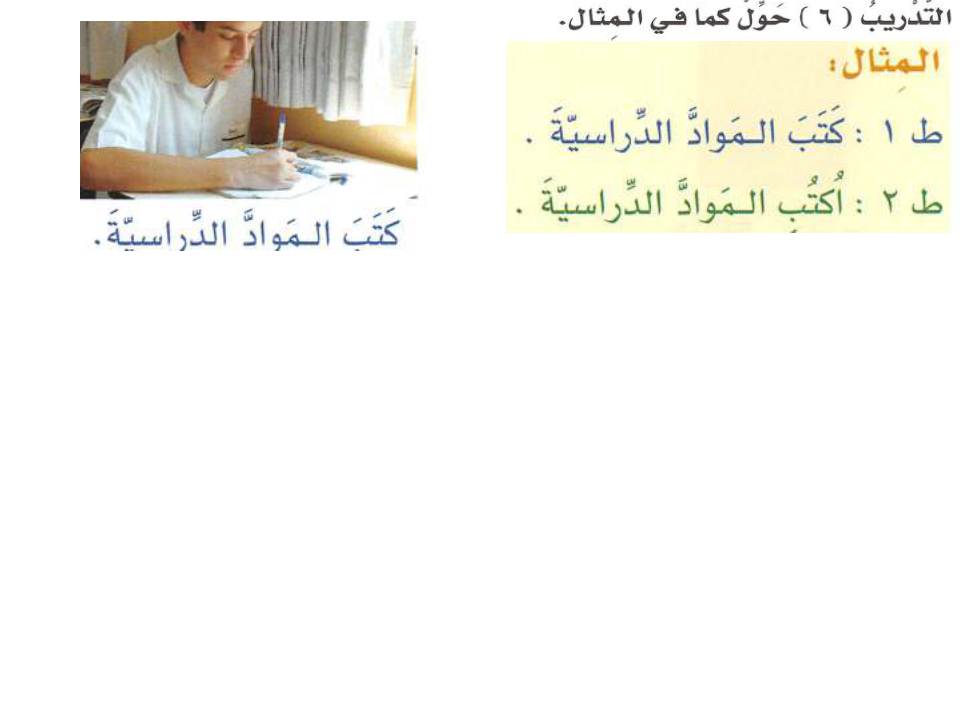 التَّدْرِيبُ ( ٦ ) حَوِّلْ كما في المِثال.
المِثال:
ط ١ : كَتَبَ الـمَوادَّ الدِّراسيّةَ .
ط ٢ : اُكتُبِ الـمَوادَّ الدِّراسيّةَ .
كَتَبَ الـمَوادَّ الدِّراسيّةَ.